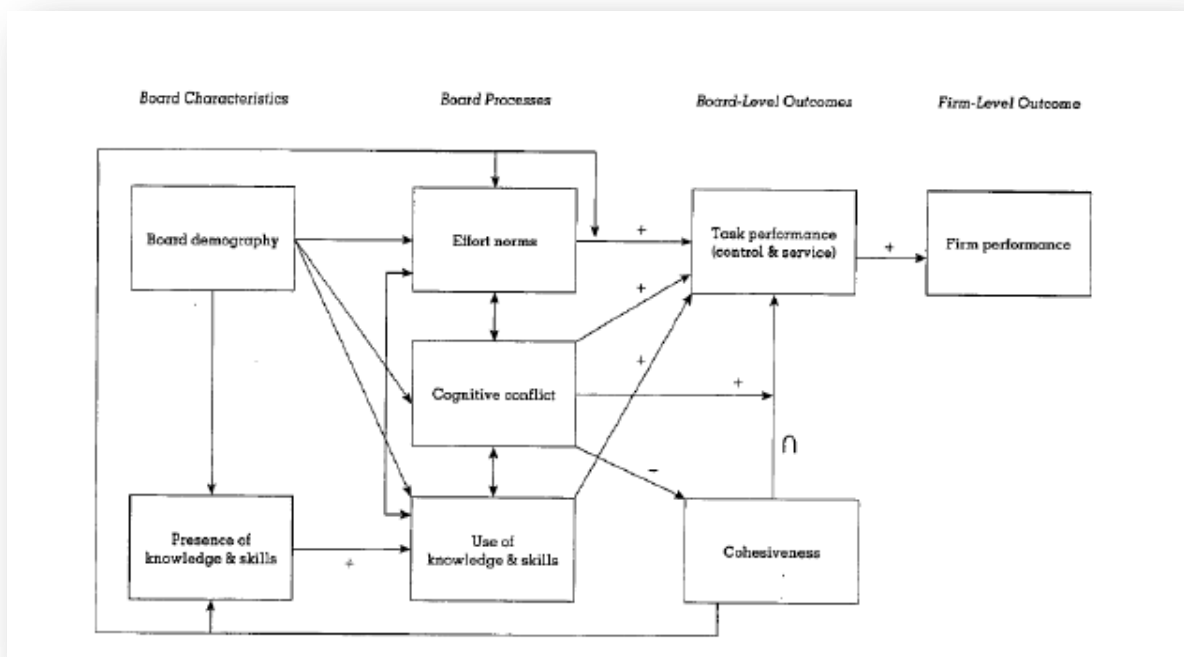 Board Characteristics
Board Processes
Board-Level Outcomes
Firm-Level Outcome
Board demography
Effort norms
+
Task performance
(control & service)
+
Firm performance
+
Cognitive conflict
+
+
∩
–
Presence of
knowledge & skills
+
Use of
knowledge & skills
Cohesiveness